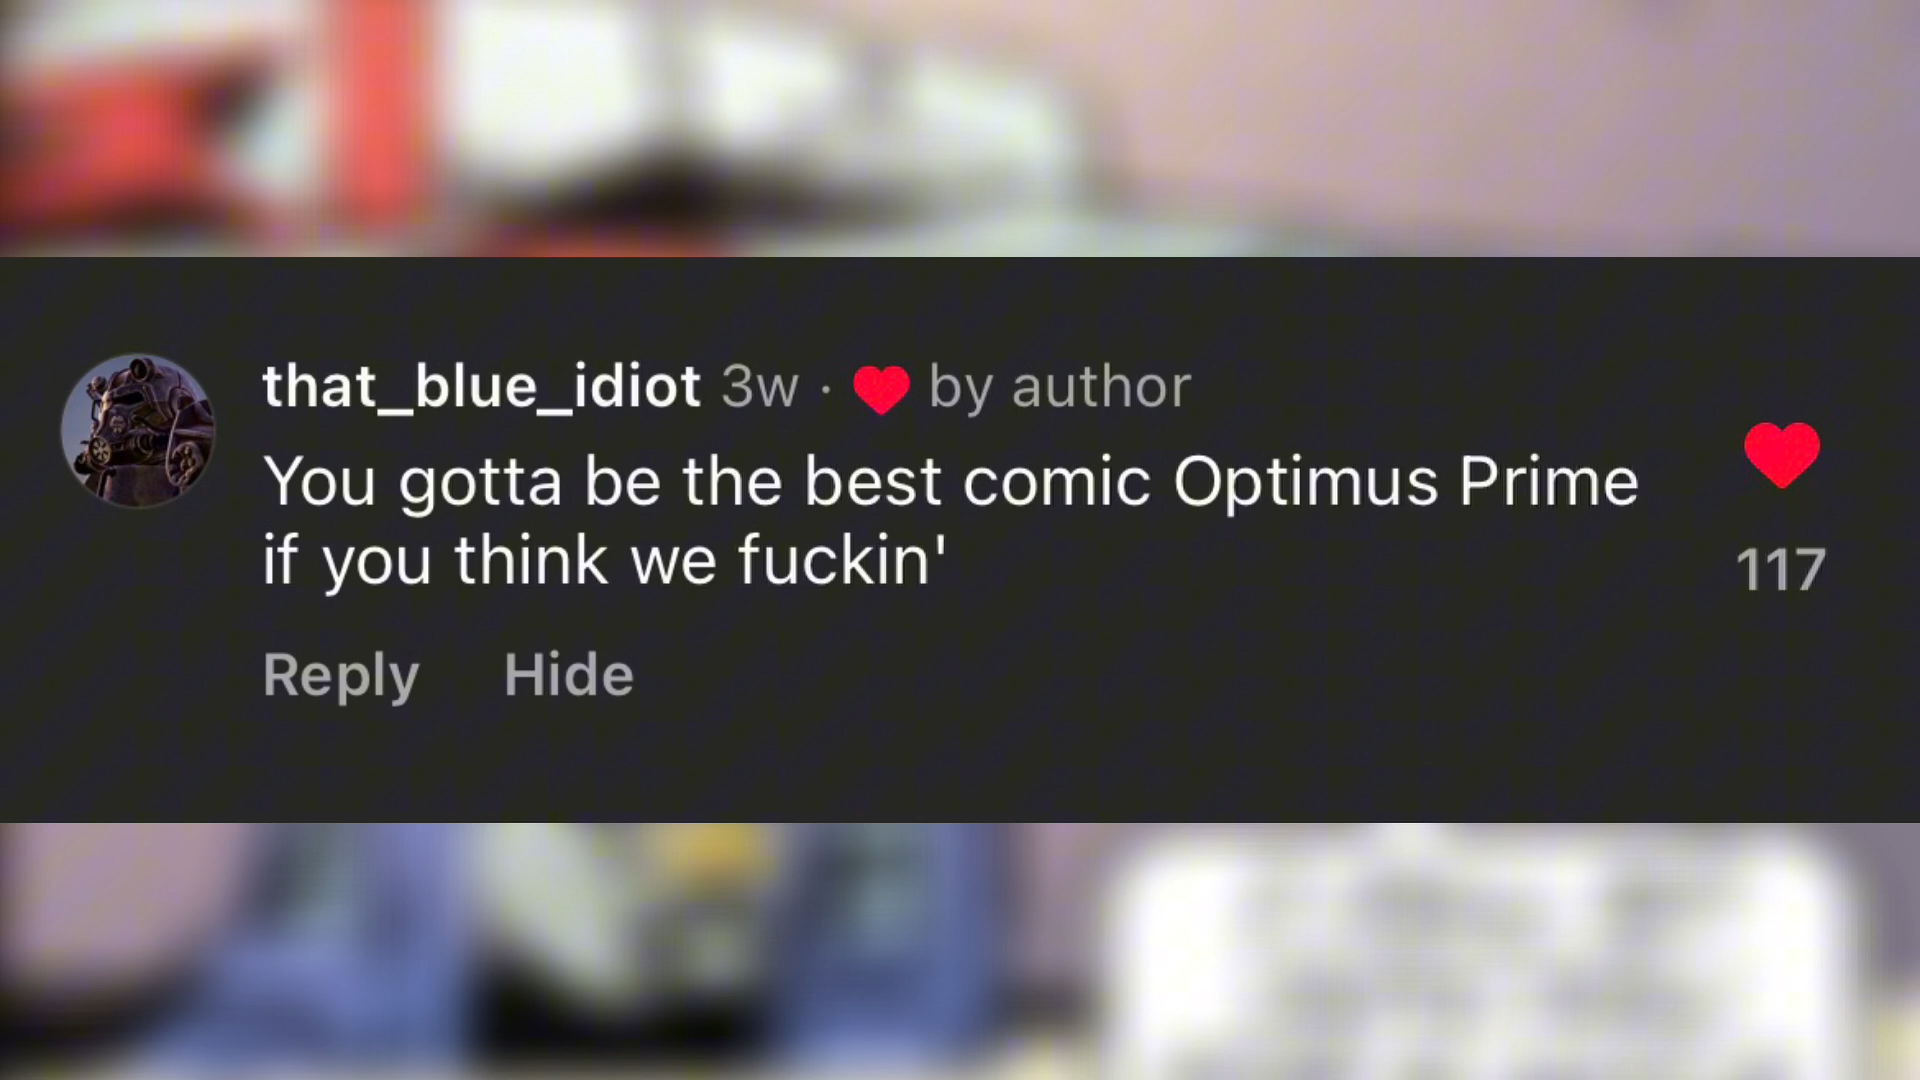 that_blue_idiot 3w · ❤️ by author
You gotta be the best comic Optimus Prime
if you think we fuckin'
117
Reply Hide